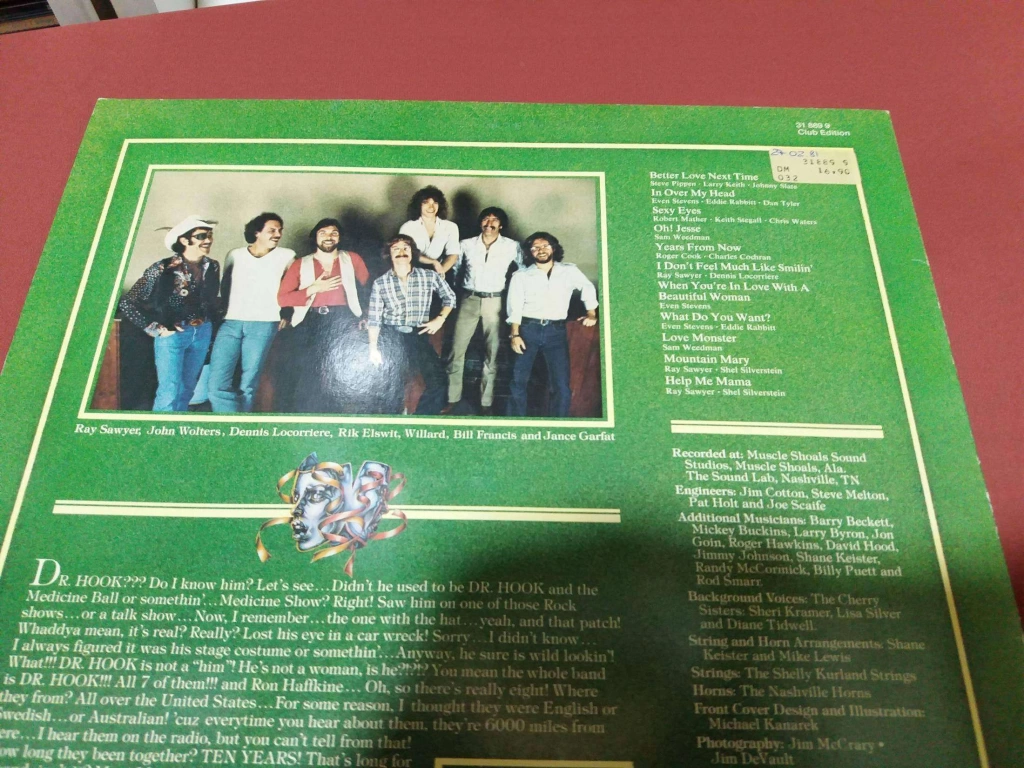 31 869 9
Club Edition
24 02.81
31869 9
DM 16.90
032
Better Love Next Time
Steve Pippen · Larry Keith · Johnny Slate
In Over My Head
Even Stevens · Eddie Rabbitt · Dan Tyler
Sexy Eyes
Robert Mather · Keith Stegall · Chris Waters
Oh! Jesse
Sam Weedman
Years From Now
Roger Cook · Charles Cochran
I Don't Feel Much Like Smilin'
Ray Sawyer · Dennis Locorriere
When You're In Love With A
Beautiful Woman
Even Stevens
What Do You Want?
Even Stevens · Eddie Rabbitt
Love Monster
Sam Weedman
Mountain Mary
Ray Sawyer · Shel Silverstein
Help Me Mama
Ray Sawyer · Shel Silverstein
Ray Sawyer, John Wolters, Dennis Locorriere, Rik Elswit, Willard, Bill Francis and Jance Garfat
Recorded at: Muscle Shoals Sound
Studios, Muscle Shoals, Ala.
The Sound Lab, Nashville, TN
Engineers: Jim Cotton, Steve Melton,
Pat Holt and Joe Scaife
Additional Musicians: Barry Beckett,
Mickey Buckins, Larry Byron, Jon
Goin, Roger Hawkins, David Hood,
Jimmy Johnson, Shane Keister,
Randy McCormick, Billy Puett and
Rod Smarr
Background Voices: The Cherry
Sisters: Sheri Kramer, Lisa Silver
and Diane Tidwell
String and Horn Arrangements: Shane
Keister and Mike Lewis
Strings: The Shelly Kurland Strings
Horns: The Nashville Horns
Front Cover Design and Illustration:
Michael Kanarek
Photography: Jim McCrary •
Jim DeVault
DR. HOOK??? Do I know him? Let's see...Didn't he used to be DR. HOOK and the
Medicine Ball or somethin'...Medicine Show? Right! Saw him on one of those Rock
shows...or a talk show...Now, I remember...the one with the hat...yeah, and that patch!
Whaddya mean, it's real? Really? Lost his eye in a car wreck! Sorry...I didn't know...
I always figured it was his stage costume or somethin'...Anyway, he sure is wild lookin'!
What!!! DR. HOOK is not a "him"! He's not a woman, is he?!?!? You mean the whole band
is DR. HOOK!!! All 7 of them!!! and Ron Haffkine... Oh, so there's really eight! Where
they from? All over the United States...For some reason, I thought they were English or
Swedish...or Australian! 'cuz everytime you hear about them, they're 6000 miles from
ere...I hear them on the radio, but you can't tell from that!
ow long they been together? TEN YEARS! That's long for